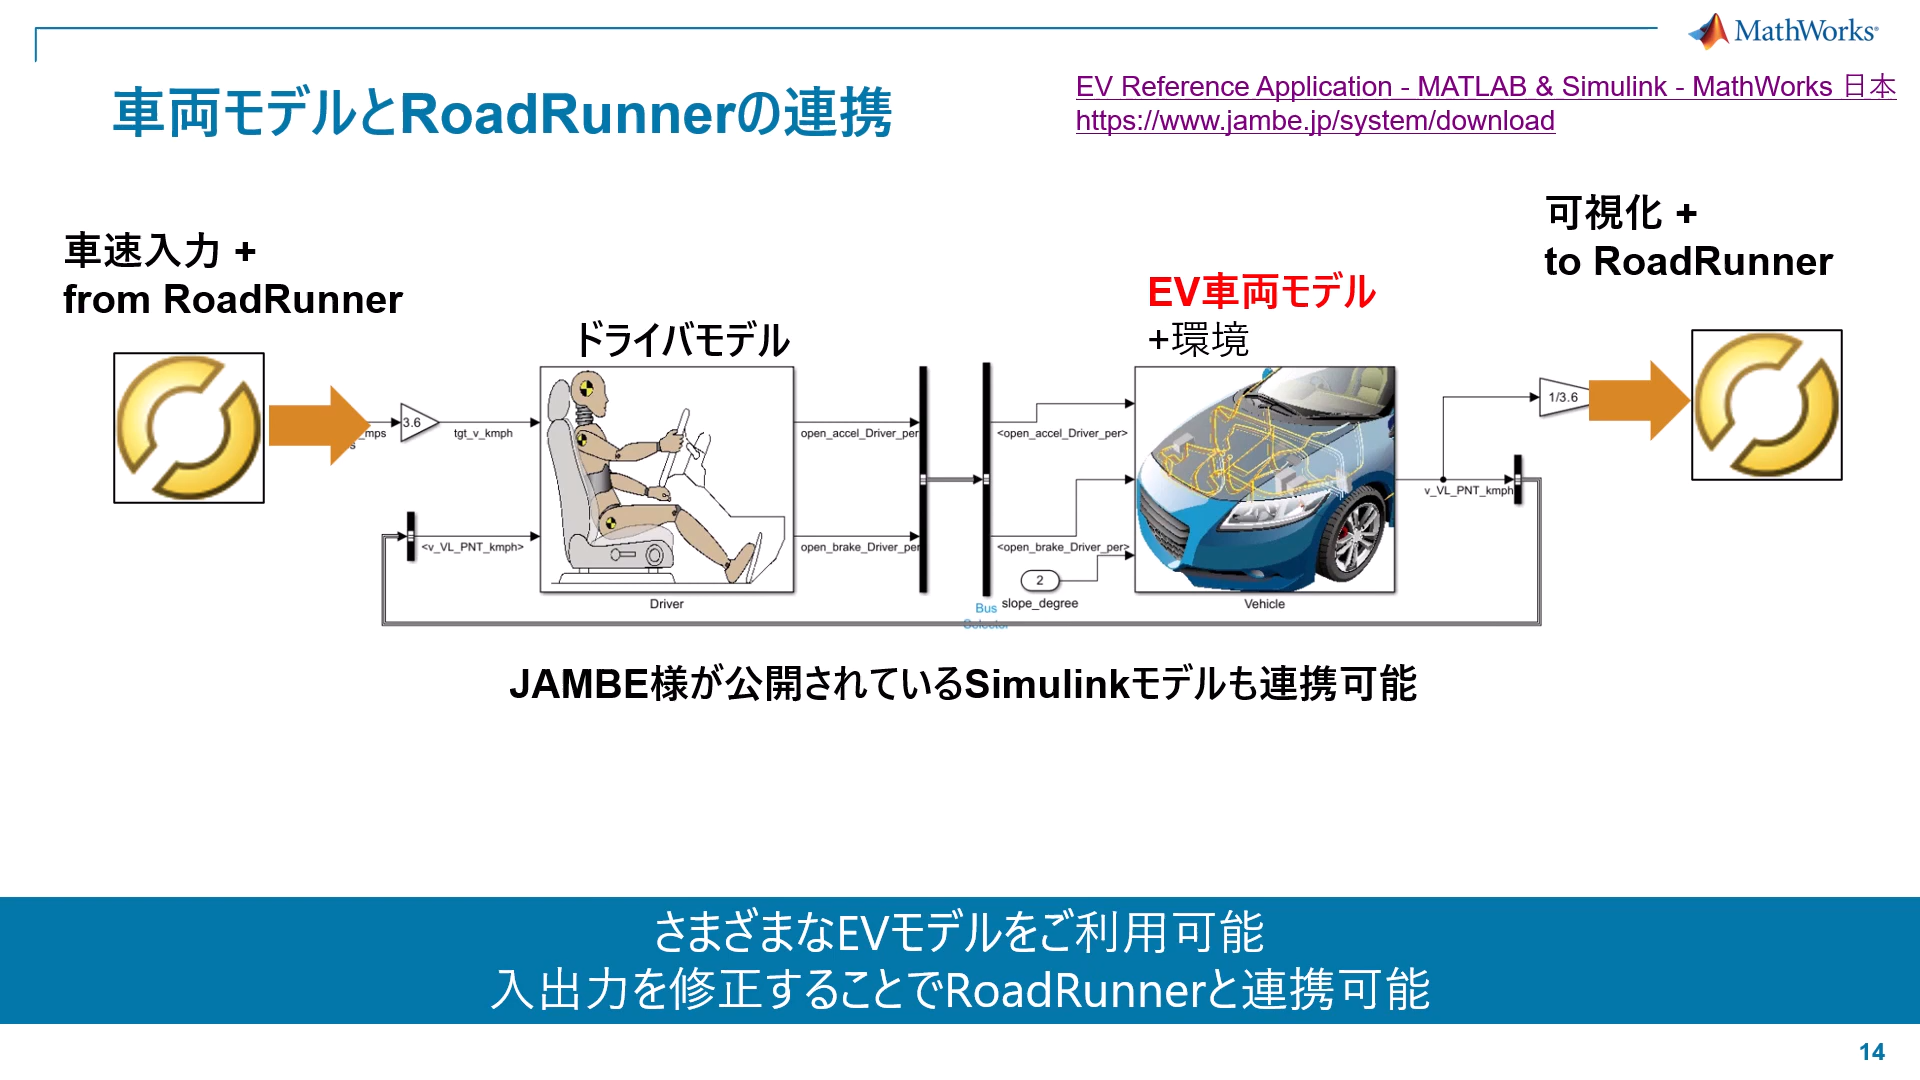 MathWorks
車両モデルとRoadRunnerの連携
EV Reference Application - MATLAB & Simulink - MathWorks 日本
https://www.jambe.jp/system/download
車速入力 +
from RoadRunner
ドライバモデル
EV車両モデル
+環境
可視化 +
to RoadRunner
mps
3.6
tgt_v_kmph
<v_VL_PNT_kmph>
Driver
open_accel_Driver_per
open_brake_Driver_per
Bus
Selector
<open_accel_Driver_per>
<open_brake_Driver_per>
2
slope_degree
Vehicle
1/3.6
v_VL_PNT_kmph
JAMBE様が公開されているSimulinkモデルも連携可能
さまざまなEVモデルをご利用可能
入出力を修正することでRoadRunnerと連携可能
14